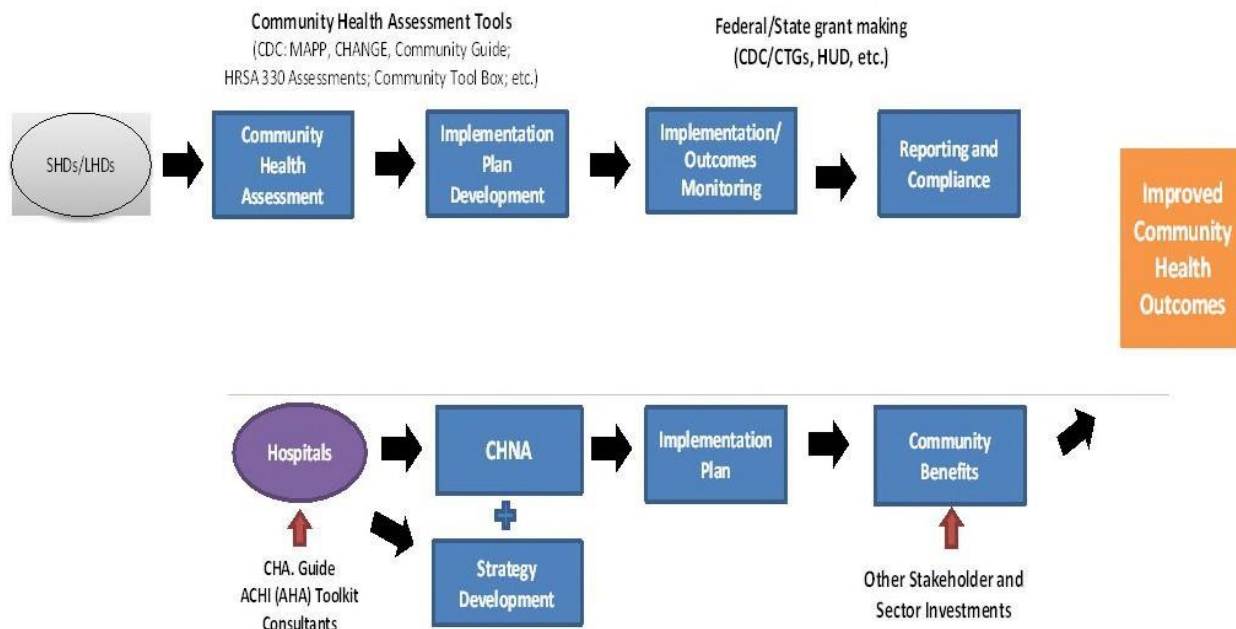 Community Health Assessment Tools
(CDC: MAPP, CHANGE, Community Guide;
HRSA 330 Assessments; Community Tool Box; etc.)
Federal/State grant making
(CDC/CTGs, HUD, etc.)
SHDs/LHDs
Community
Health
Assessment
Implementation
Plan
Development
Implementation/
Outcomes
Monitoring
Reporting and
Compliance
Improved
Community
Health
Outcomes
Hospitals
CHNA
Implementation
Plan
Community
Benefits
Strategy
Development
CHA. Guide
ACHI (AHA) Toolkit
Consultants
Other Stakeholder and
Sector Investments